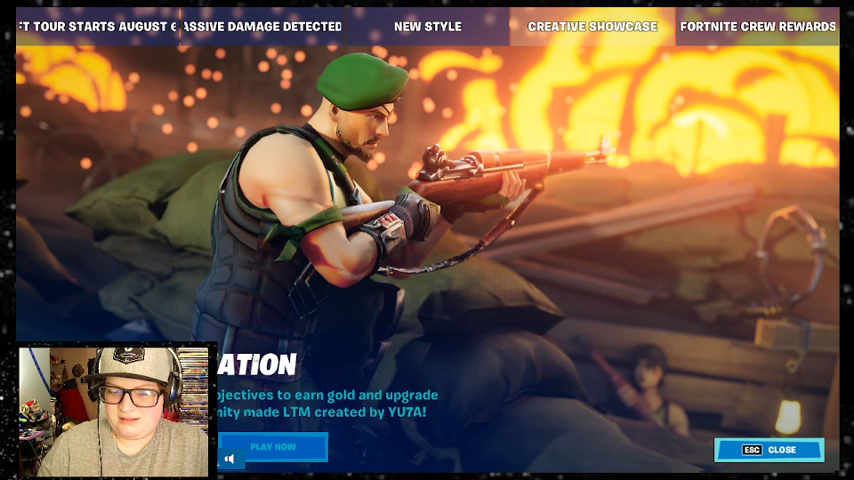 FT TOUR STARTS AUGUST 6
ASSIVE DAMAGE DETECTED
NEW STYLE
CREATIVE SHOWCASE
FORTNITE CREW REWARDS
ATION
bjectives to earn gold and upgrade
nity made LTM created by YU7A!
PLAY NOW
ESC CLOSE